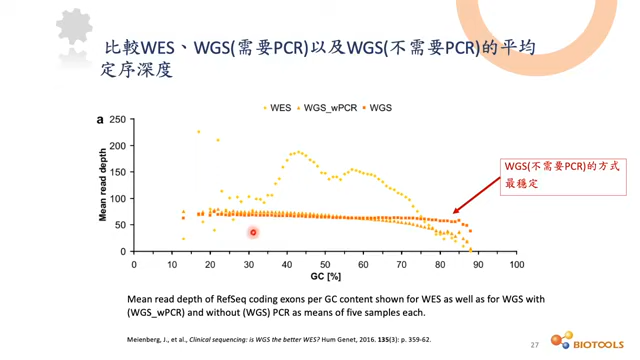 比較WES、WGS(需要PCR)以及WGS(不需要PCR)的平均
定序深度
a
WES WGS_wPCR WGS
Mean read depth
250
200
150
100
50
0
0 10 20 30 40 50 60 70 80 90 100
GC [%]
WGS(不需要PCR)的方式
最穩定
Mean read depth of RefSeq coding exons per GC content shown for WES as well as for WGS with
(WGS_wPCR) and without (WGS) PCR as means of five samples each.
Meienberg, J., et al., Clinical sequencing: is WGS the better WES? Hum Genet, 2016. 135(3): p. 359-62.
27
BIOTOOLS